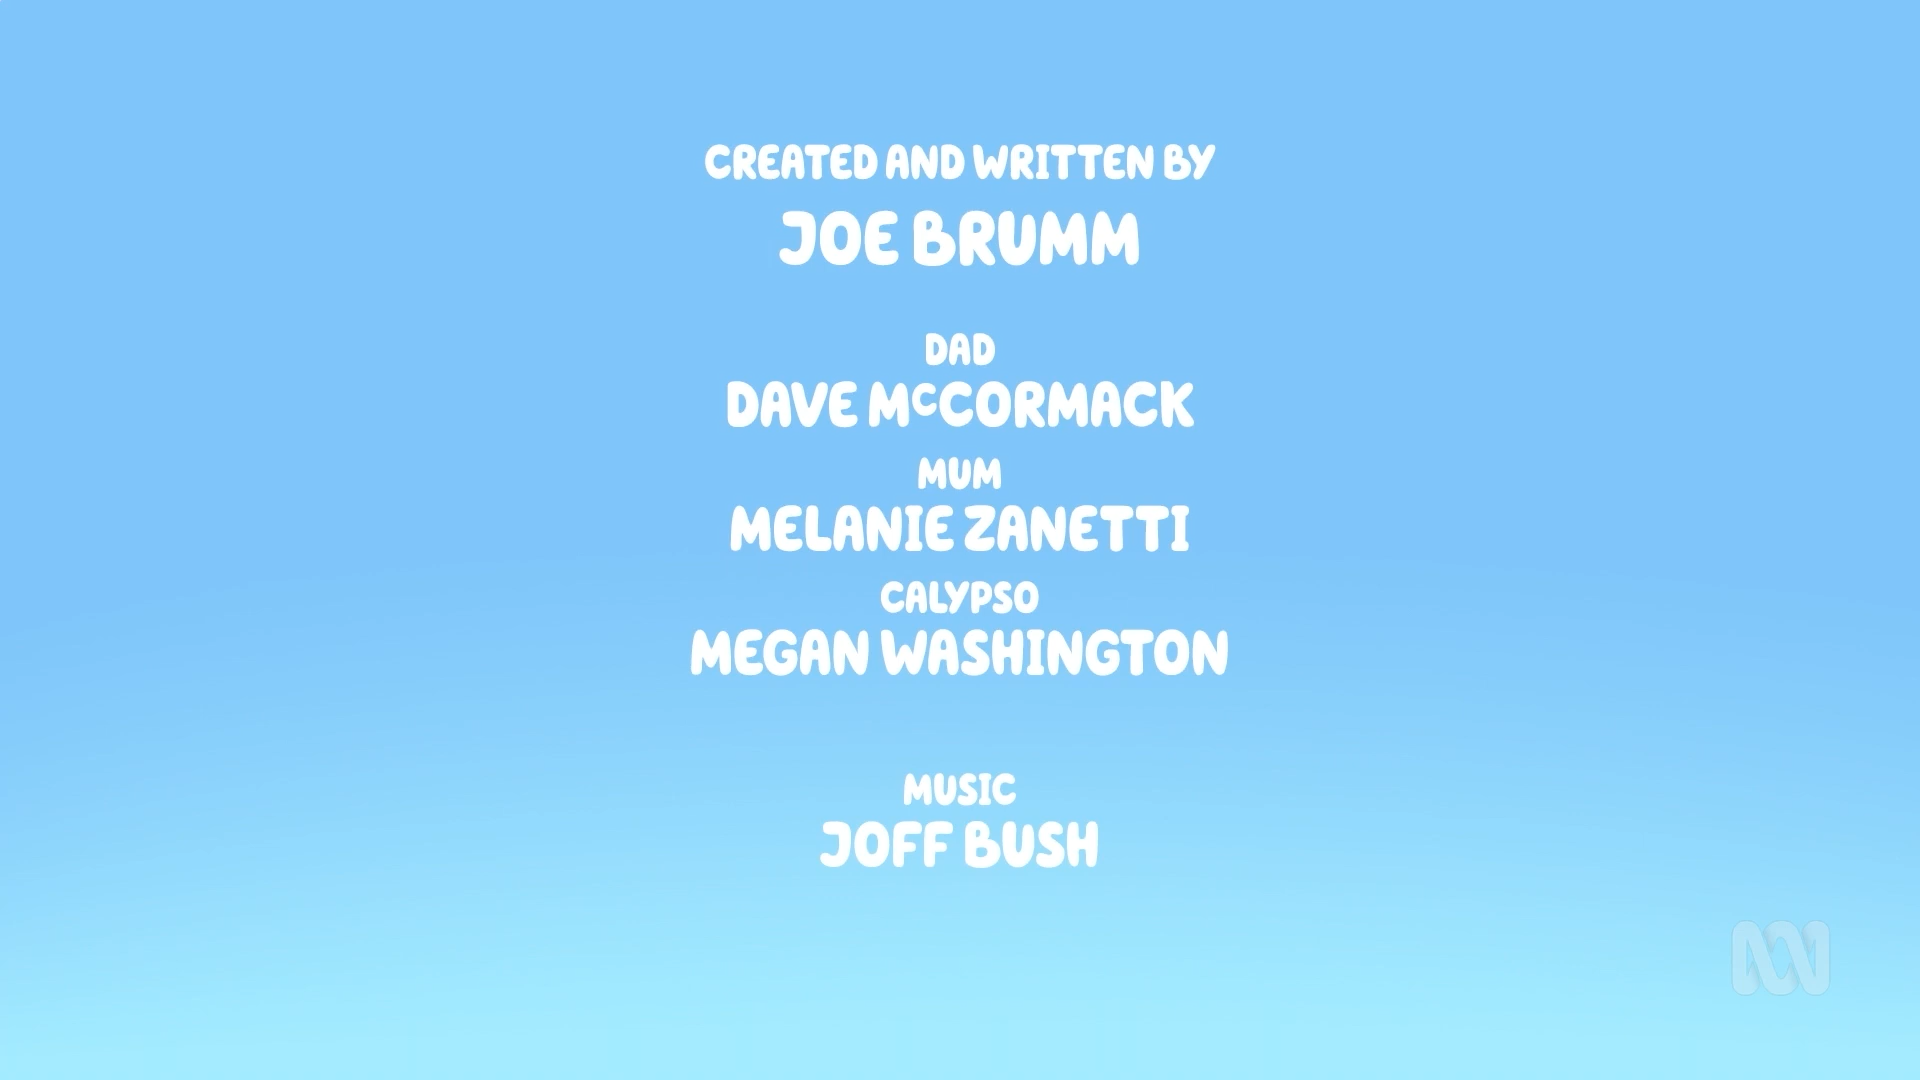 CREATED AND WRITTEN BY
JOE BRUMM
DAD
DAVE McCORMACK
MUM
MELANIE ZANETTI
CALYPSO
MEGAN WASHINGTON
MUSIC
JOFF BUSH